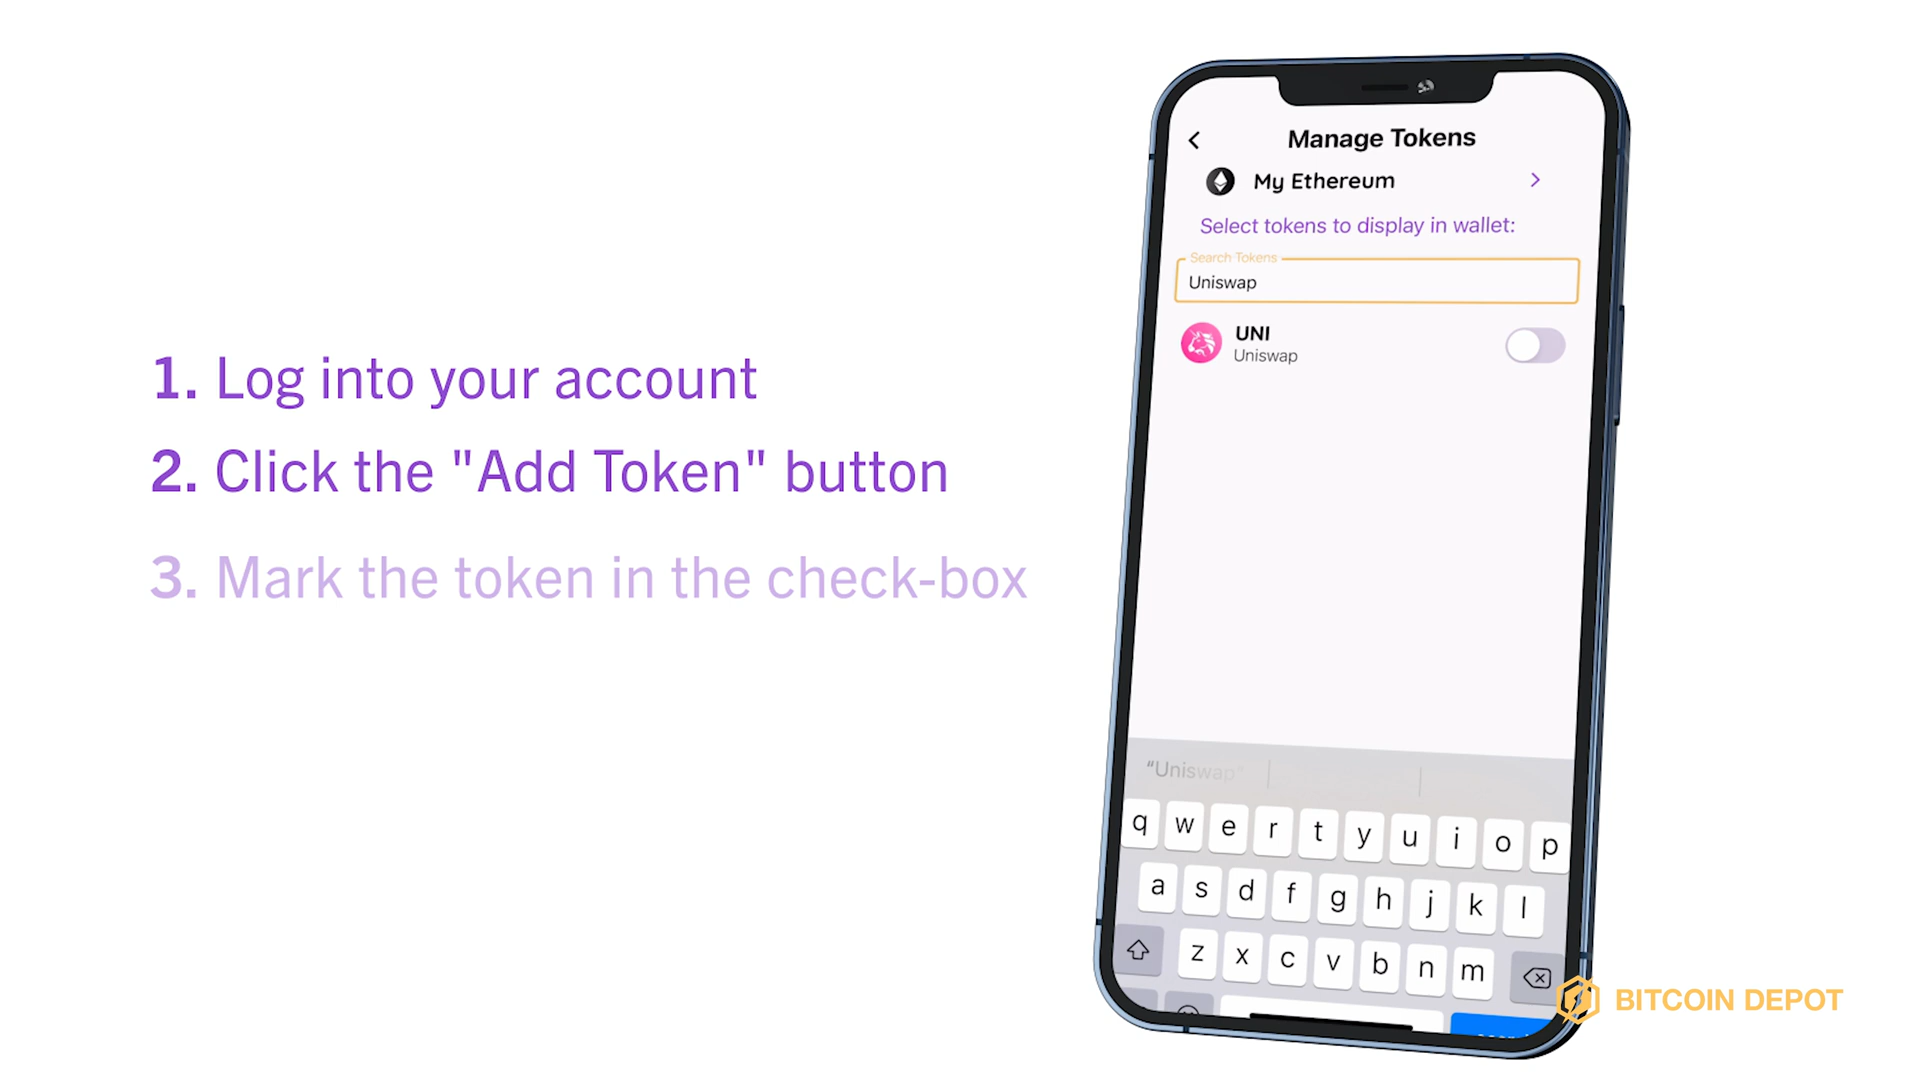 1. Log into your account
2. Click the "Add Token" button
3. Mark the token in the check-box
Manage Tokens
My Ethereum
Select tokens to display in wallet:
Search Tokens
Uniswap
UNI
Uniswap
“Uniswap”
q w e r t y u i o p
a s d f g h j k l
z x c v b n m
BITCOIN DEPOT